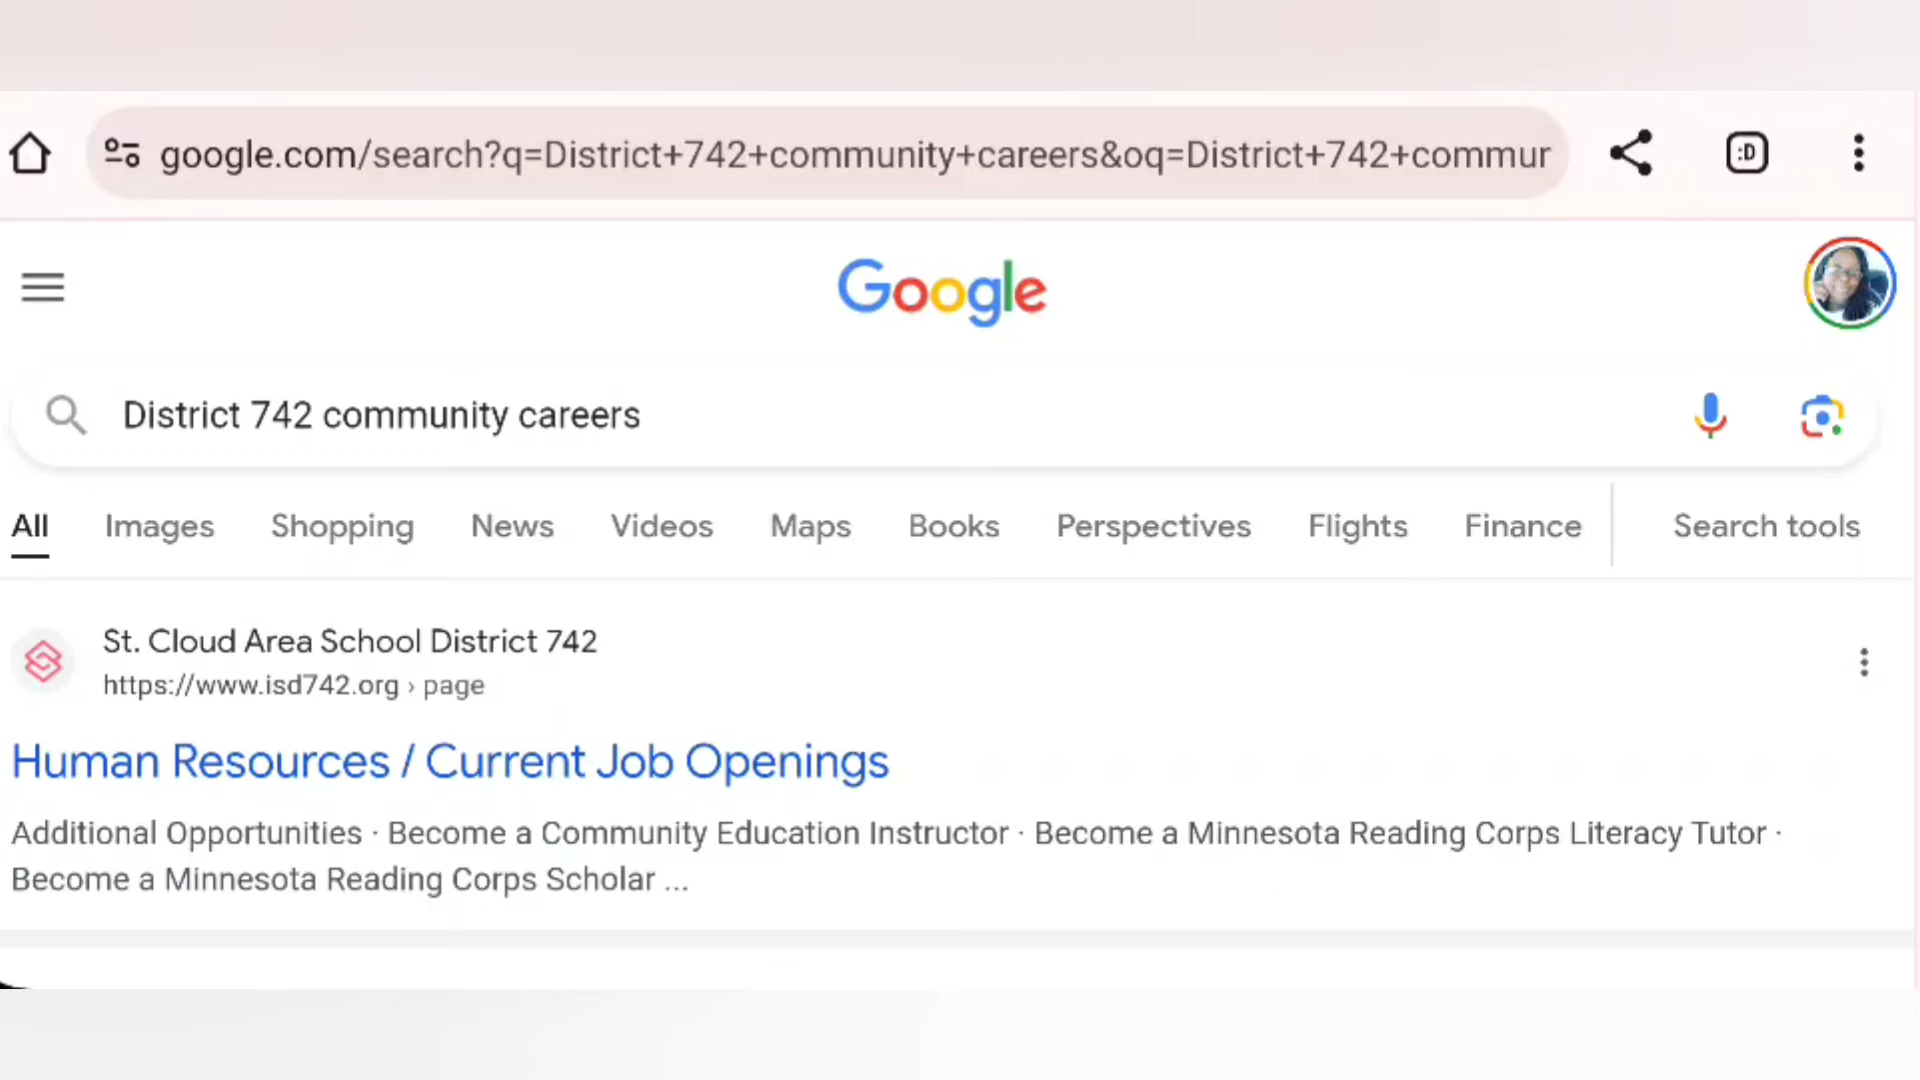 google.com/search?q=District+742+community+careers&oq=District+742+commur
:D
Google
District 742 community careers
All Images Shopping News Videos Maps Books Perspectives Flights Finance Search tools
St. Cloud Area School District 742
https://www.isd742.org › page
Human Resources / Current Job Openings
Additional Opportunities · Become a Community Education Instructor · Become a Minnesota Reading Corps Literacy Tutor ·
Become a Minnesota Reading Corps Scholar ...